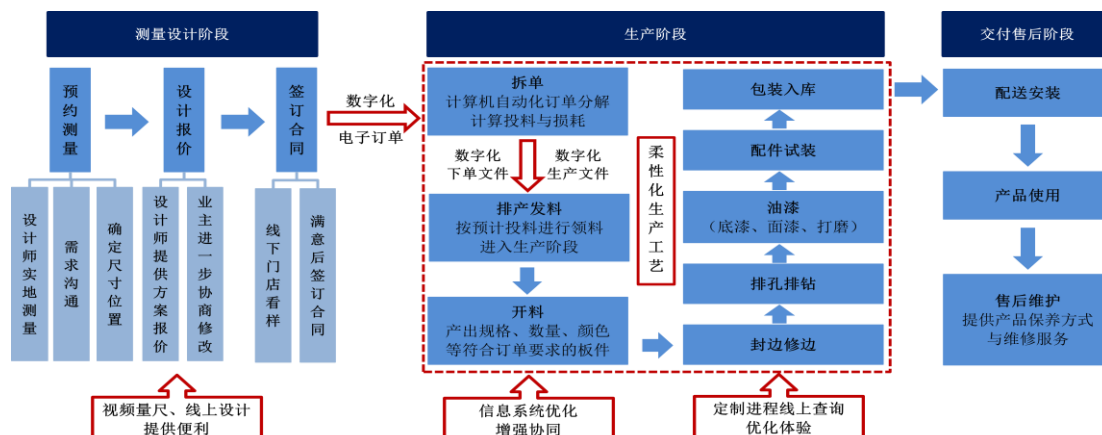 测量设计阶段
预约测量
设计报价
签订合同
设计师实地测量
需求沟通
确定尺寸位置
设计师提供方案报价
业主进一步协商修改
线下门店看样
满意后签订合同
视频量尺、线上设计
提供便利
数字化
电子订单
生产阶段
拆单
计算机自动化订单分解
计算投料与损耗
数字化
下单文件
数字化
生产文件
排产发料
按预计投料进行领料
进入生产阶段
开料
产出规格、数量、颜色
等符合订单要求的板件
柔性化生产工艺
包装入库
配件试装
油漆
（底漆、面漆、打磨）
排孔排钻
封边修边
信息系统优化
增强协同
定制进程线上查询
优化体验
交付售后阶段
配送安装
产品使用
售后维护
提供产品保养方式
与维修服务